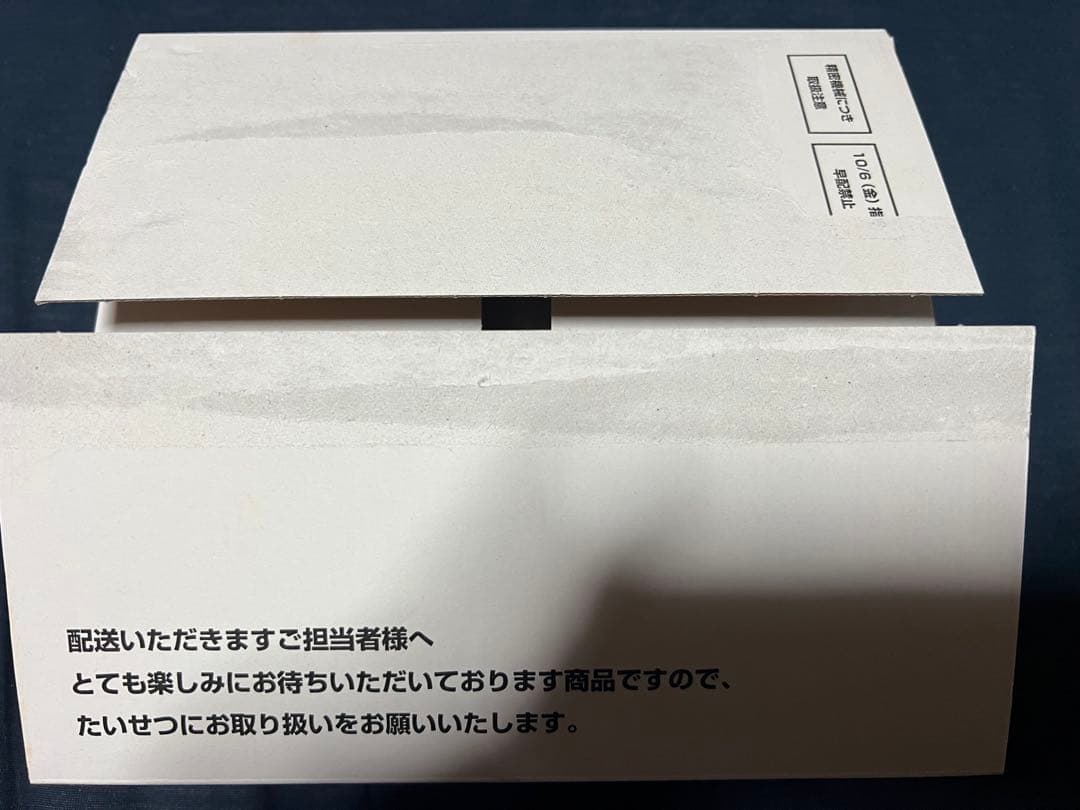 精密機械につき
取扱注意
10/6(金)指
早配禁止
配送いただきますご担当者様へ
とても楽しみにお待ちいただいております商品ですので、
たいせつにお取り扱いをお願いいたします。